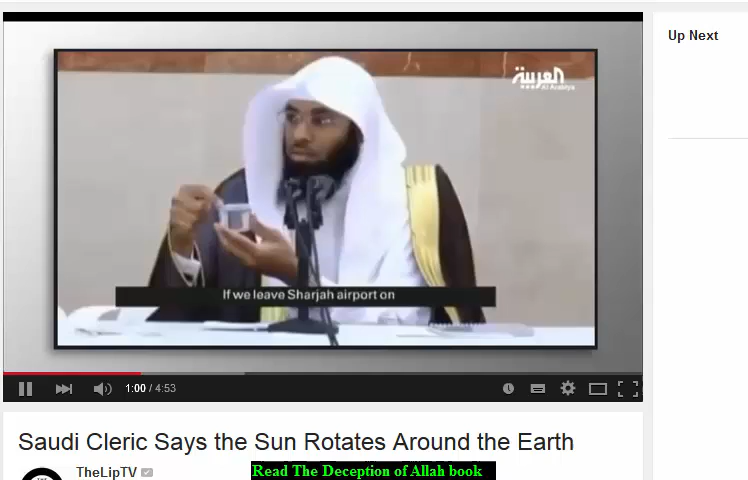 Up Next
العربية
Al Arabiya
If we leave Sharjah airport on
1:00 / 4:53
Saudi Cleric Says the Sun Rotates Around the Earth
TheLipTV
Read The Deception of Allah book